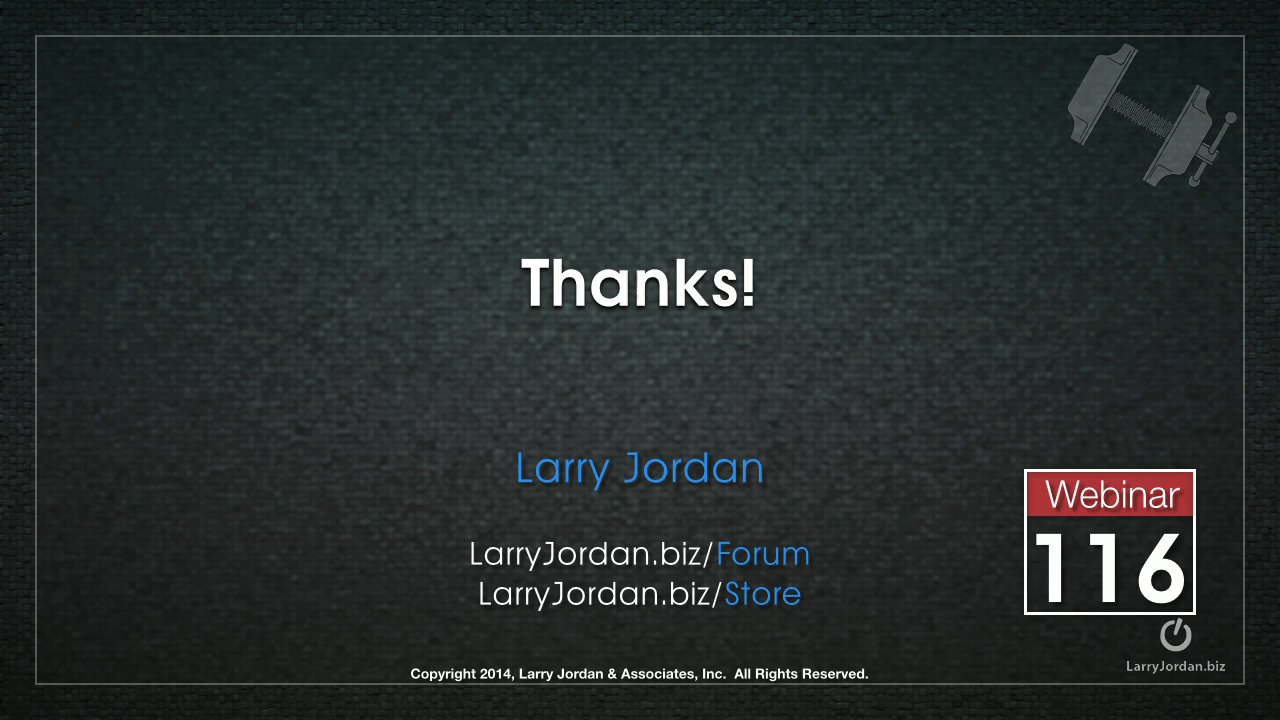 Thanks!
Larry Jordan
LarryJordan.biz/Forum
LarryJordan.biz/Store
Webinar
116
LarryJordan.biz
Copyright 2014, Larry Jordan & Associates, Inc.  All Rights Reserved.